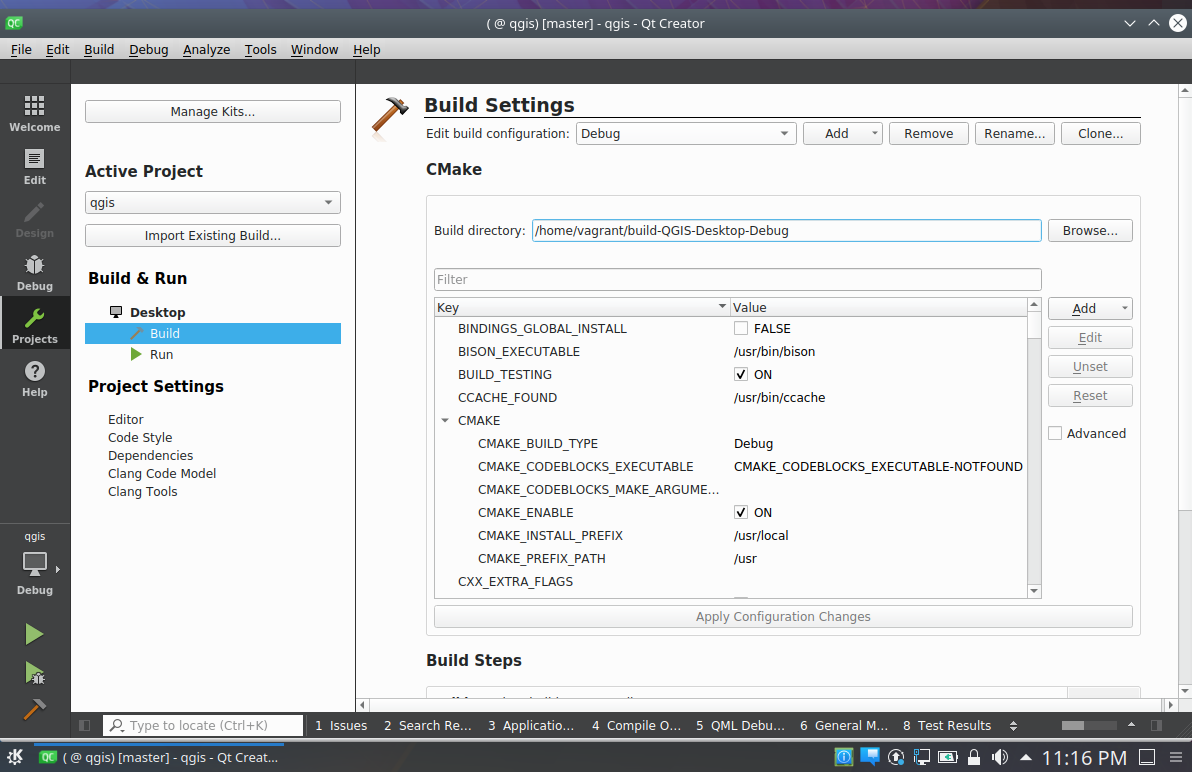 QC ( @ qgis) [master] - qgis - Qt Creator
File Edit Build Debug Analyze Tools Window Help
Welcome
Edit
Design
Debug
Projects
Help
qgis
Debug
Manage Kits...
Active Project
qgis
Import Existing Build...
Build & Run
Desktop
Build
Run
Project Settings
Editor
Code Style
Dependencies
Clang Code Model
Clang Tools
Build Settings
Edit build configuration: Debug Add Remove Rename... Clone...
CMake
Build directory: /home/vagrant/build-QGIS-Desktop-Debug Browse...
Filter
Key Value
BINDINGS_GLOBAL_INSTALL FALSE
BISON_EXECUTABLE /usr/bin/bison
BUILD_TESTING ON
CCACHE_FOUND /usr/bin/ccache
CMAKE
CMAKE_BUILD_TYPE Debug
CMAKE_CODEBLOCKS_EXECUTABLE CMAKE_CODEBLOCKS_EXECUTABLE-NOTFOUND
CMAKE_CODEBLOCKS_MAKE_ARGUME...
CMAKE_ENABLE ON
CMAKE_INSTALL_PREFIX /usr/local
CMAKE_PREFIX_PATH /usr
CXX_EXTRA_FLAGS
Add
Edit
Unset
Reset
Advanced
Apply Configuration Changes
Build Steps
Type to locate (Ctrl+K) 1 Issues 2 Search Re... 3 Applicatio... 4 Compile O... 5 QML Debu... 6 General M... 8 Test Results
QC ( @ qgis) [master] - qgis - Qt Creat... 11:16 PM